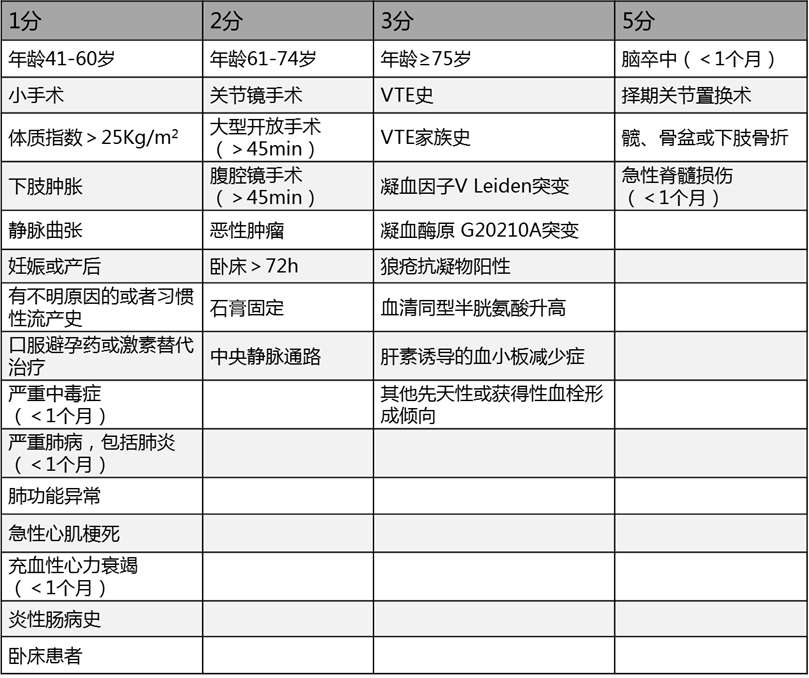 1分 2分 3分 5分
年龄41-60岁 年龄61-74岁 年龄≥75岁 脑卒中（＜1个月）
小手术 关节镜手术 VTE史 择期关节置换术
体质指数＞25Kg/m² 大型开放手术
（＞45min） VTE家族史 髋、骨盆或下肢骨折
下肢肿胀 腹腔镜手术
（＞45min） 凝血因子V Leiden突变 急性脊髓损伤
（＜1个月）
静脉曲张 恶性肿瘤 凝血酶原 G20210A突变
妊娠或产后 卧床＞72h 狼疮抗凝物阳性
有不明原因的或者习惯
性流产史 石膏固定 血清同型半胱氨酸升高
口服避孕药或激素替代
治疗 中央静脉通路 肝素诱导的血小板减少症
严重中毒症
（＜1个月） 其他先天性或获得性血栓形
成倾向
严重肺病，包括肺炎
（＜1个月）
肺功能异常
急性心肌梗死
充血性心力衰竭
（＜1个月）
炎性肠病史
卧床患者